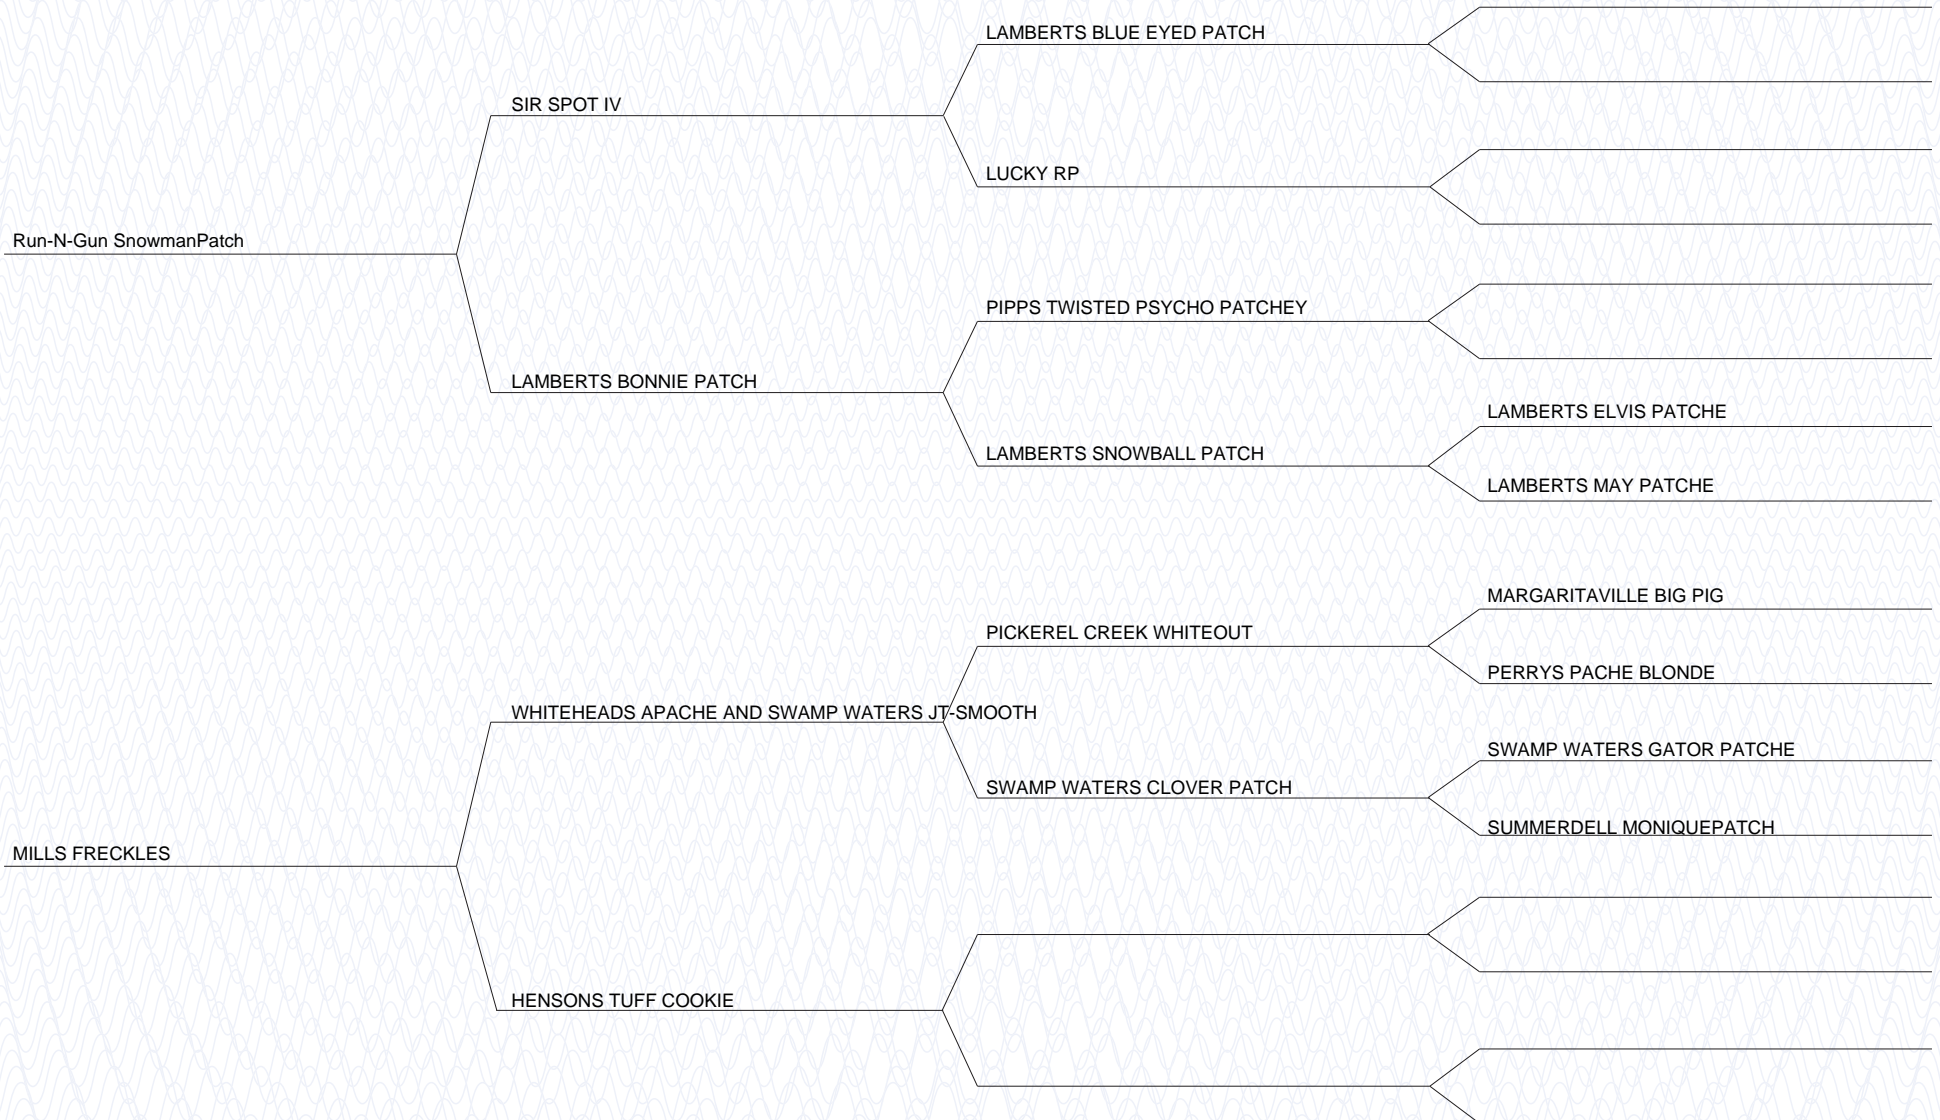 LAMBERTS BLUE EYED PATCH
SIR SPOT IV
LUCKY RP
Run-N-Gun SnowmanPatch
PIPPS TWISTED PSYCHO PATCHEY
LAMBERTS BONNIE PATCH
LAMBERTS ELVIS PATCHE
LAMBERTS SNOWBALL PATCH
LAMBERTS MAY PATCHE
MARGARITAVILLE BIG PIG
PICKEREL CREEK WHITEOUT
PERRYS PACHE BLONDE
WHITEHEADS APACHE AND SWAMP WATERS JT-SMOOTH
SWAMP WATERS GATOR PATCHE
SWAMP WATERS CLOVER PATCH
SUMMERDELL MONIQUEPATCH
MILLS FRECKLES
HENSONS TUFF COOKIE